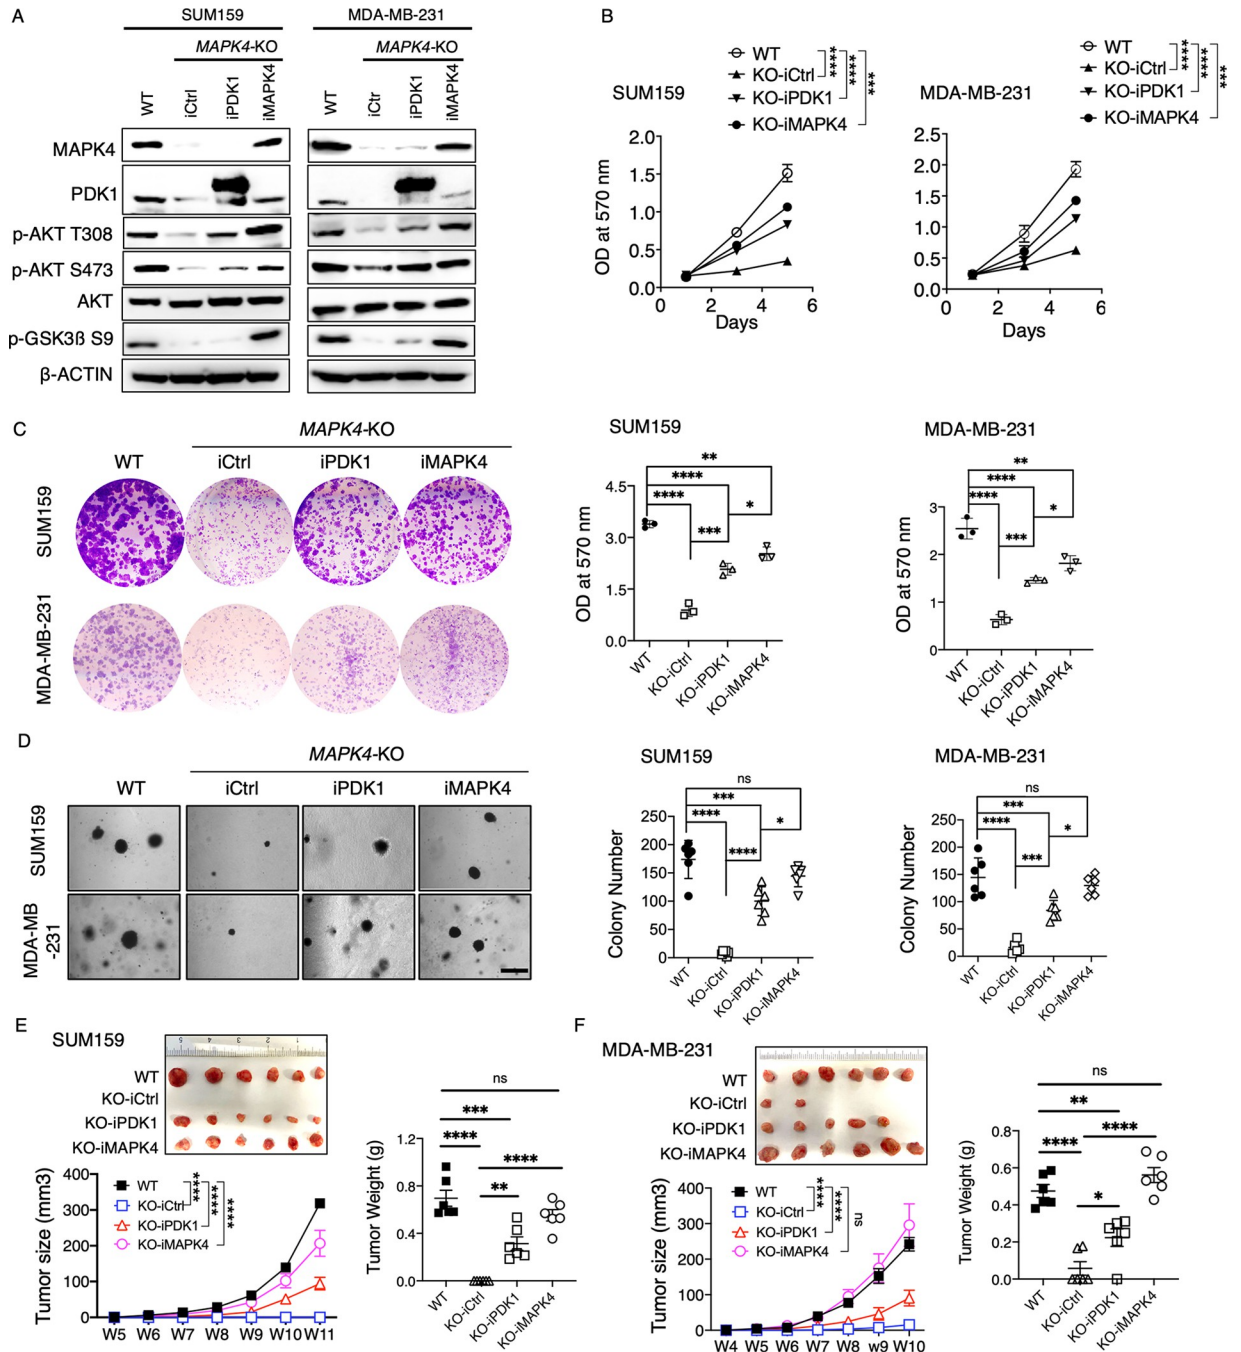 A
SUM159
MDA-MB-231
MAPK4-KO
MAPK4-KO
WT
iCtrl
iPDK1
iMAPK4
WT
iCtr
iPDK1
iMAPK4
MAPK4
PDK1
p-AKT T308
p-AKT S473
AKT
p-GSK3ß S9
β-ACTIN
B
SUM159
WT
KO-iCtrl
KO-iPDK1
KO-iMAPK4
****
****
***
OD at 570 nm
2.0
1.5
1.0
0.5
0.0
0 2 4 6
Days
MDA-MB-231
WT
KO-iCtrl
KO-iPDK1
KO-iMAPK4
****
****
***
2.5
2.0
1.5
1.0
0.5
0.0
0 2 4 6
Days
C
MAPK4-KO
WT iCtrl iPDK1 iMAPK4
SUM159
MDA-MB-231
SUM159
**
****
**** *
***
OD at 570 nm
4.5
3.0
1.5
0.0
WT
KO-iCtrl
KO-iPDK1
KO-iMAPK4
MDA-MB-231
**
****
**** *
***
OD at 570 nm
3
2
1
0
WT
KO-iCtrl
KO-iPDK1
KO-iMAPK4
D
MAPK4-KO
WT iCtrl iPDK1 iMAPK4
SUM159
MDA-MB
-231
SUM159
ns
***
**** *
****
Colony Number
250
200
150
100
50
0
WT
KO-iCtrl
KO-iPDK1
KO-iMAPK4
MDA-MB-231
ns
***
**** *
***
Colony Number
250
200
150
100
50
0
WT
KO-iCtrl
KO-iPDK1
KO-iMAPK4
E
SUM159
5 4 3 2 1
WT
KO-iCtrl
KO-iPDK1
KO-iMAPK4
Tumor size (mm3)
400
300
200
100
0
WT
KO-iCtrl
KO-iPDK1
KO-iMAPK4
****
****
****
W5 W6 W7 W8 W9 W10 W11
ns
***
****
****
**
Tumor Weight (g)
1.2
0.8
0.4
0.0
WT
KO-iCtrl
KO-iPDK1
KO-iMAPK4
F
MDA-MB-231
WT
KO-iCtrl
KO-iPDK1
KO-iMAPK4
Tumor size (mm3)
400
300
200
100
0
WT
KO-iCtrl
KO-iPDK1
KO-iMAPK4
****
****
ns
W4 W5 W6 W7 W8 w9 W10
ns
**
**** ****
*
Tumor Weight (g)
0.8
0.6
0.4
0.2
0.0
WT
KO-iCtrl
KO-iPDK1
KO-iMAPK4